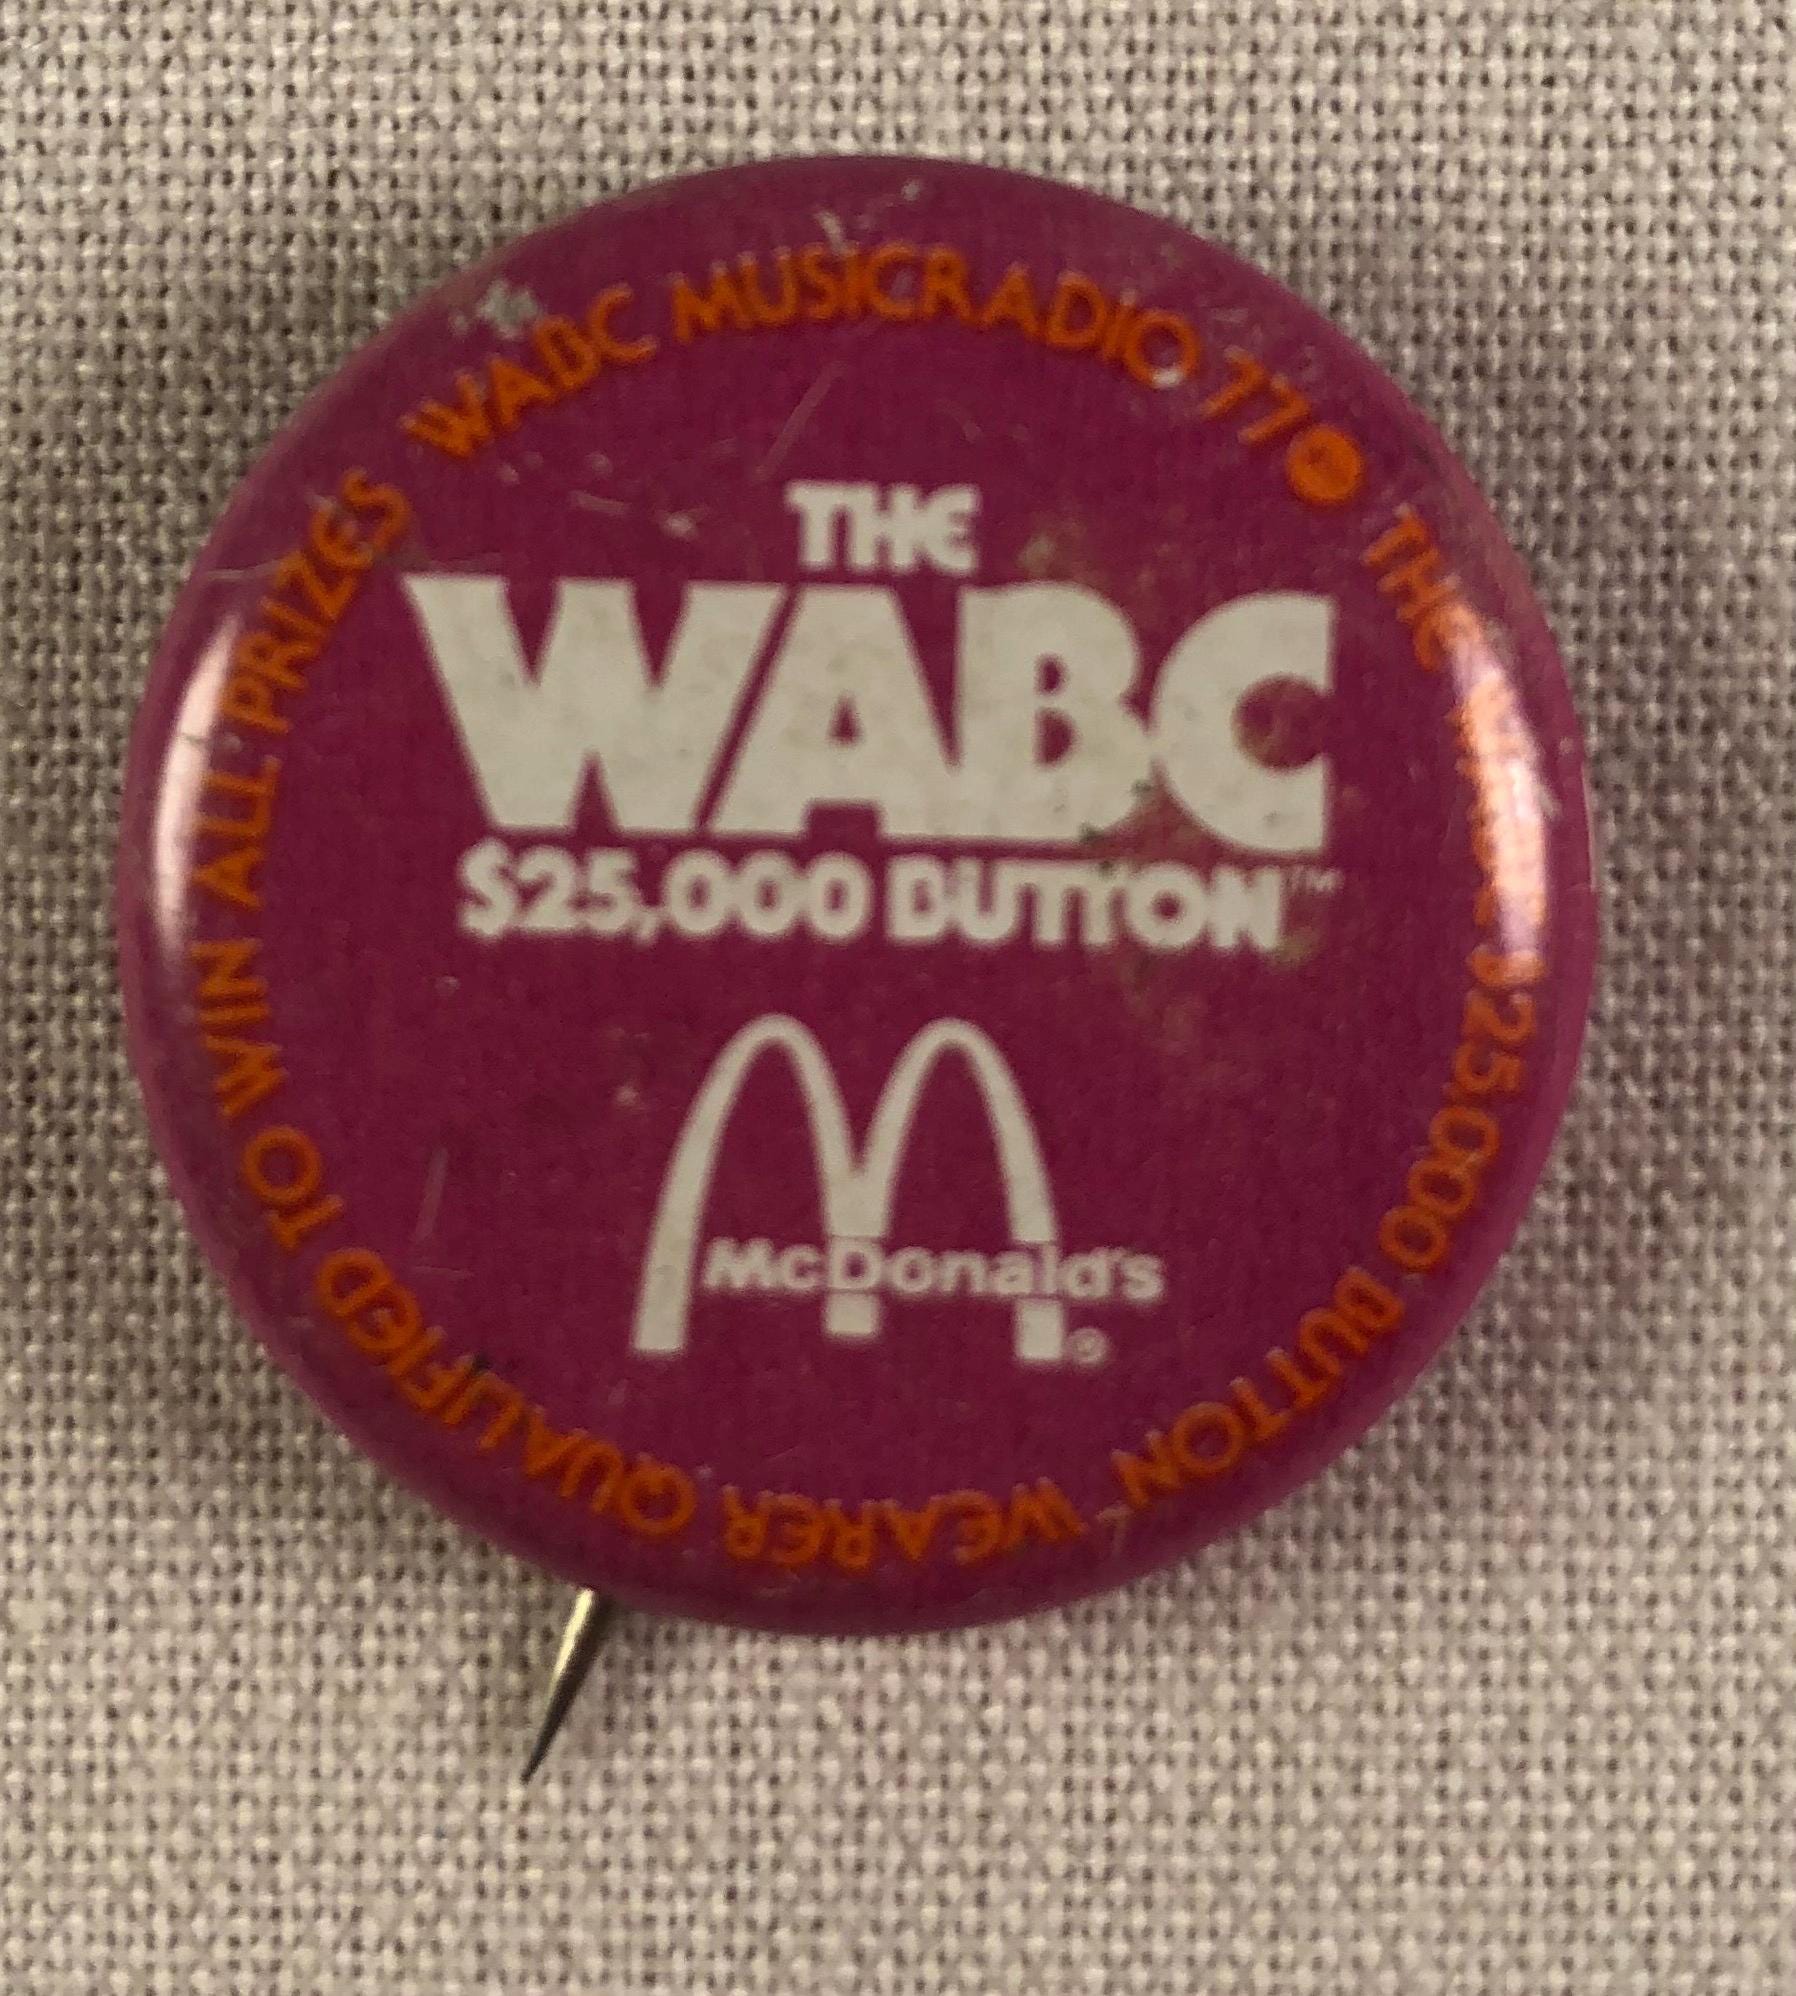 THE
WABC
$25,000 BUTTON™
McDonald's
®
WABC MUSICRADIO 77 ® THE WABC $25,000 BUTTON WEARER QUALIFIED TO WIN ALL PRIZES